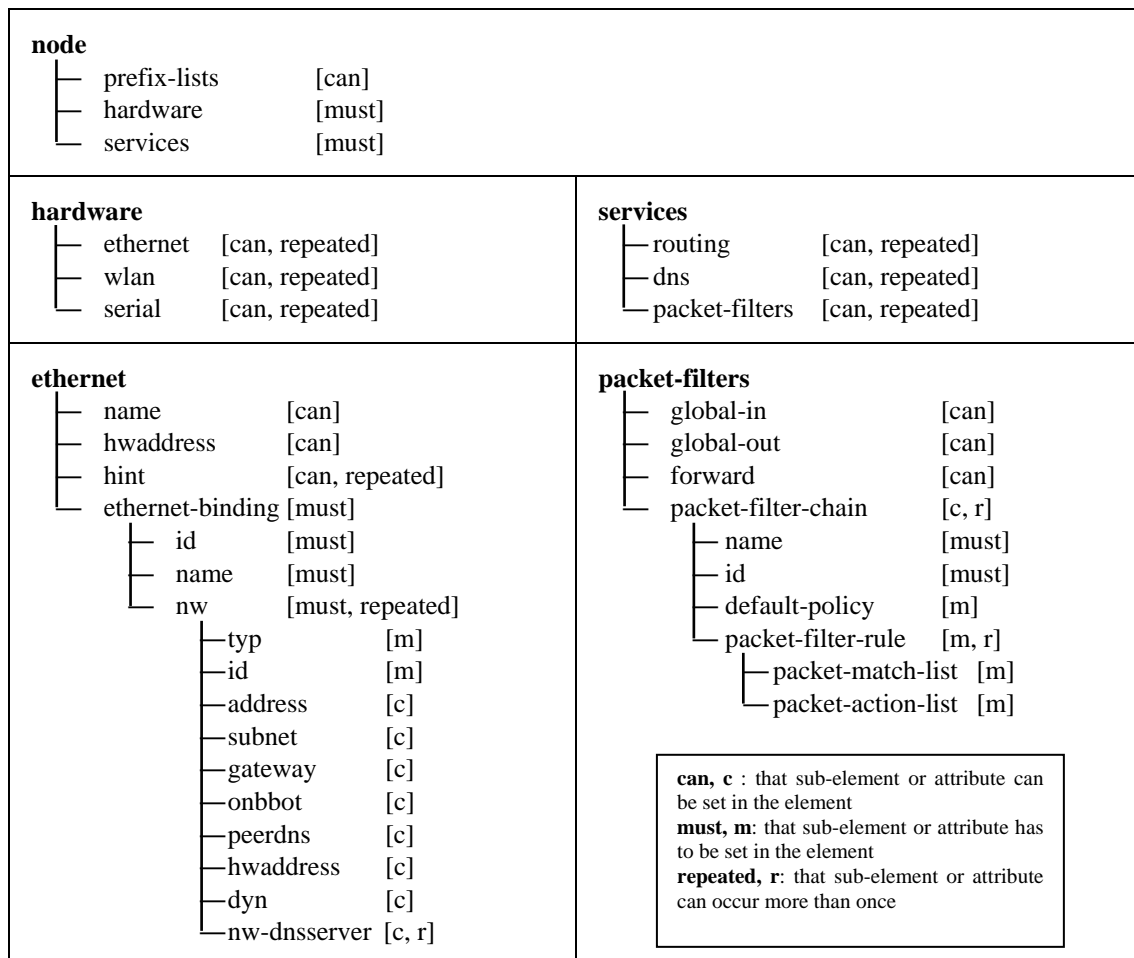 node
prefix-lists [can]
hardware [must]
services [must]
hardware
ethernet [can, repeated]
wlan [can, repeated]
serial [can, repeated]
services
routing [can, repeated]
dns [can, repeated]
packet-filters [can, repeated]
ethernet
name [can]
hwaddress [can]
hint [can, repeated]
ethernet-binding [must]
id [must]
name [must]
nw [must, repeated]
typ [m]
id [m]
address [c]
subnet [c]
gateway [c]
onbbot [c]
peerdns [c]
hwaddress [c]
dyn [c]
nw-dnsserver [c, r]
packet-filters
global-in [can]
global-out [can]
forward [can]
packet-filter-chain [c, r]
name [must]
id [must]
default-policy [m]
packet-filter-rule [m, r]
packet-match-list [m]
packet-action-list [m]
can, c : that sub-element or attribute can
be set in the element
must, m: that sub-element or attribute has
to be set in the element
repeated, r: that sub-element or attribute
can occur more than once